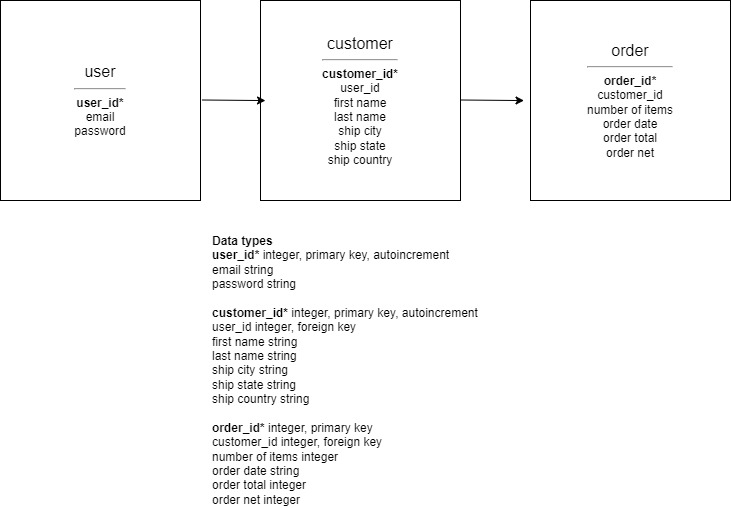 user
user_id*
email
password
customer
customer_id*
user_id
first name
last name
ship city
ship state
ship country
order
order_id*
customer_id
number of items
order date
order total
order net
Data types
user_id* integer, primary key, autoincrement
email string
password string
customer_id* integer, primary key, autoincrement
user_id integer, foreign key
first name string
last name string
ship city string
ship state string
ship country string
order_id* integer, primary key
customer_id integer, foreign key
number of items integer
order date string
order total integer
order net integer